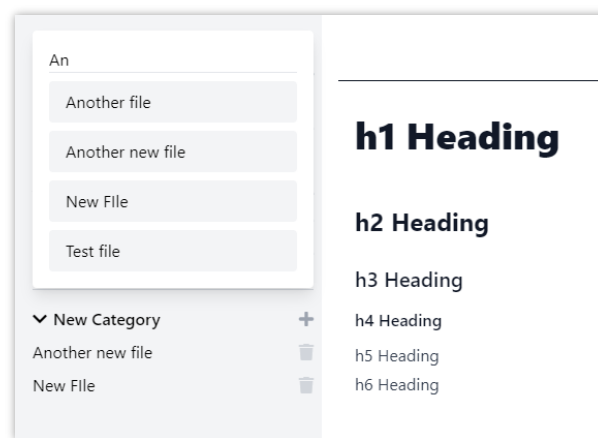 An
Another file
Another new file
New FIle
Test file
New Category
Another new file
New FIle
h1 Heading
h2 Heading
h3 Heading
h4 Heading
h5 Heading
h6 Heading